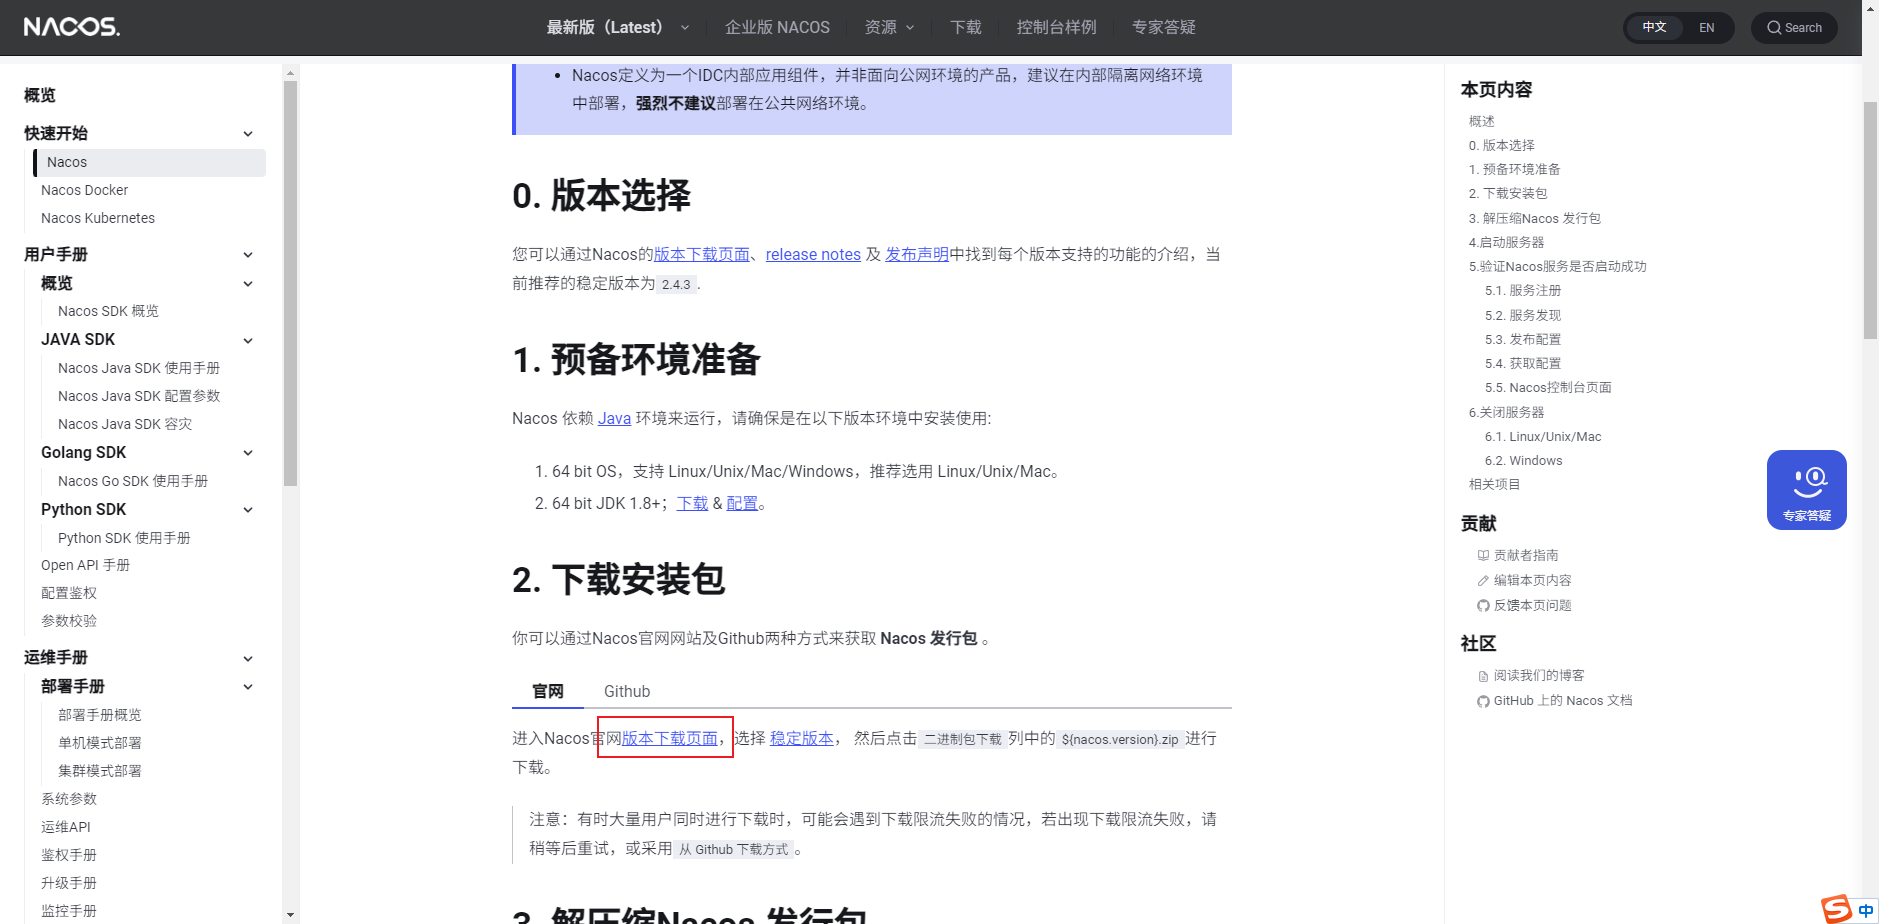 NACOS.
最新版（Latest）
企业版 NACOS
资源
下载
控制台样例
专家答疑
中文
EN
Search
概览
快速开始
Nacos
Nacos Docker
Nacos Kubernetes
用户手册
概览
Nacos SDK 概览
JAVA SDK
Nacos Java SDK 使用手册
Nacos Java SDK 配置参数
Nacos Java SDK 容灾
Golang SDK
Nacos Go SDK 使用手册
Python SDK
Python SDK 使用手册
Open API 手册
配置鉴权
参数校验
运维手册
部署手册
部署手册概览
单机模式部署
集群模式部署
系统参数
运维API
鉴权手册
升级手册
监控手册
• Nacos定义为一个IDC内部应用组件，并非面向公网环境的产品，建议在内部隔离网络环境
中部署，强烈不建议部署在公共网络环境。
0. 版本选择
您可以通过Nacos的版本下载页面、release notes 及 发布声明中找到每个版本支持的功能的介绍，当
前推荐的稳定版本为 2.4.3 .
1. 预备环境准备
Nacos 依赖 Java 环境来运行，请确保是在以下版本环境中安装使用:
1. 64 bit OS，支持 Linux/Unix/Mac/Windows，推荐选用 Linux/Unix/Mac。
2. 64 bit JDK 1.8+；下载 & 配置。
2. 下载安装包
你可以通过Nacos官网网站及Github两种方式来获取 Nacos 发行包 。
官网
Github
进入Nacos官网版本下载页面，选择 稳定版本， 然后点击 二进制包下载 列中的 ${nacos.version}.zip 进行
下载。
注意：有时大量用户同时进行下载时，可能会遇到下载限流失败的情况，若出现下载限流失败，请
稍等后重试，或采用 从 Github 下载方式 。
3. 解压缩Nacos 发行包
本页内容
概述
0. 版本选择
1. 预备环境准备
2. 下载安装包
3. 解压缩Nacos 发行包
4.启动服务器
5.验证Nacos服务是否启动成功
5.1. 服务注册
5.2. 服务发现
5.3. 发布配置
5.4. 获取配置
5.5. Nacos控制台页面
6.关闭服务器
6.1. Linux/Unix/Mac
6.2. Windows
相关项目
贡献
贡献者指南
编辑本页内容
反馈本页问题
社区
阅读我们的博客
GitHub 上的 Nacos 文档
专家答疑
中